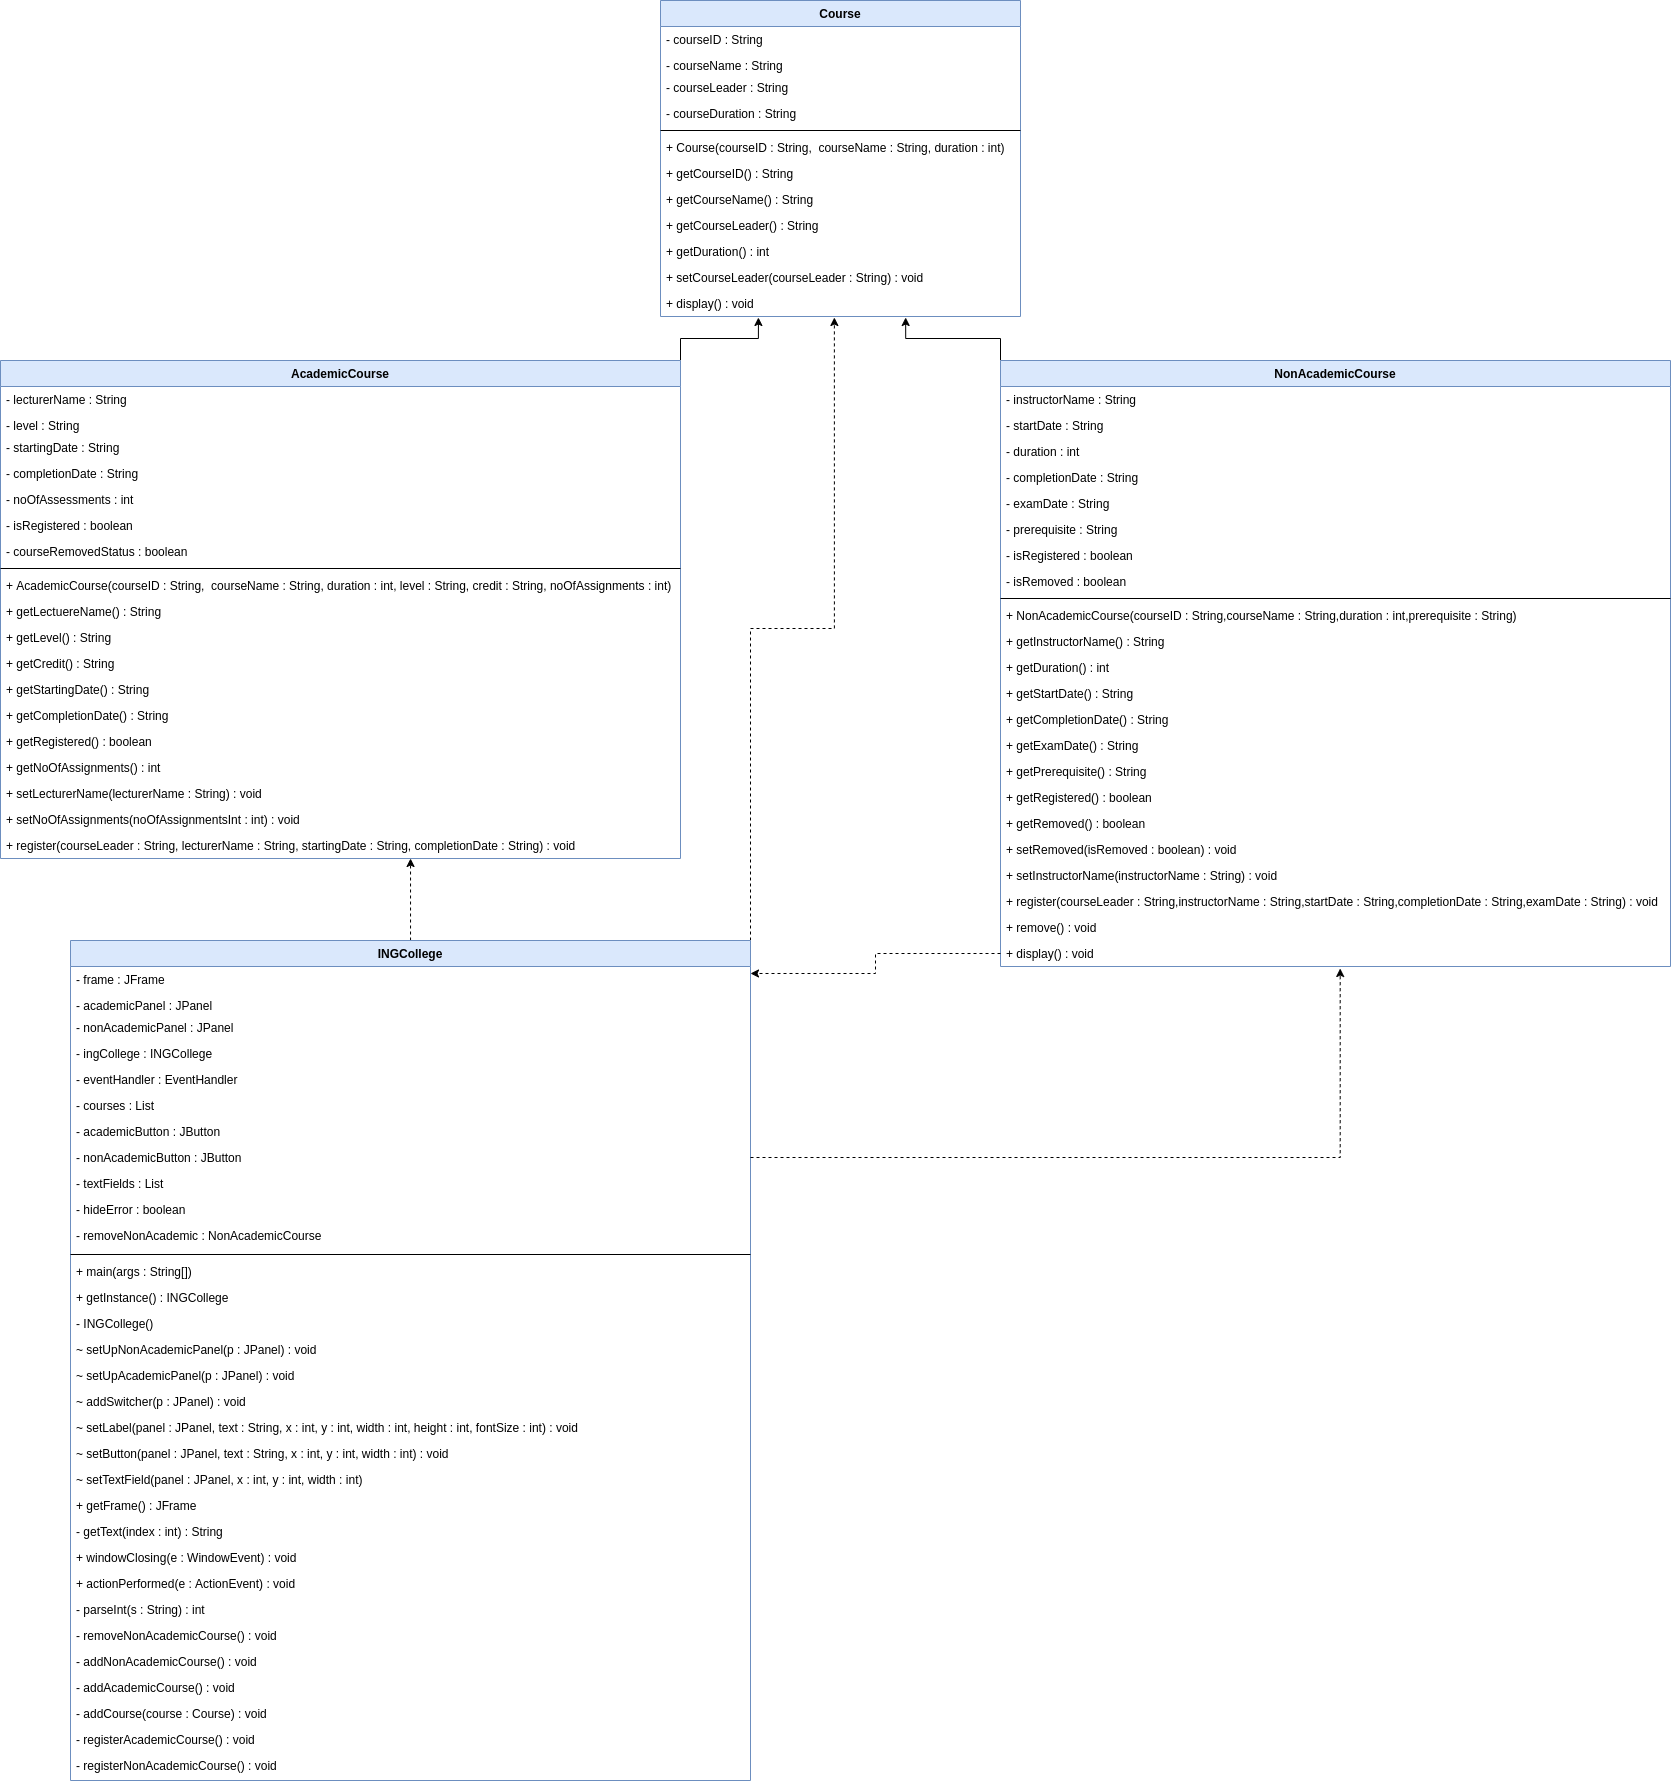 Course
- courseID : String
- courseName : String
- courseLeader : String
- courseDuration : String
+ Course(courseID : String,  courseName : String, duration : int)
+ getCourseID() : String
+ getCourseName() : String
+ getCourseLeader() : String
+ getDuration() : int
+ setCourseLeader(courseLeader : String) : void
+ display() : void
AcademicCourse
- lecturerName : String
- level : String
- startingDate : String
- completionDate : String
- noOfAssessments : int
- isRegistered : boolean
- courseRemovedStatus : boolean
+ AcademicCourse(courseID : String,  courseName : String, duration : int, level : String, credit : String, noOfAssignments : int)
+ getLectuereName() : String
+ getLevel() : String
+ getCredit() : String
+ getStartingDate() : String
+ getCompletionDate() : String
+ getRegistered() : boolean
+ getNoOfAssignments() : int
+ setLecturerName(lecturerName : String) : void
+ setNoOfAssignments(noOfAssignmentsInt : int) : void
+ register(courseLeader : String, lecturerName : String, startingDate : String, completionDate : String) : void
NonAcademicCourse
- instructorName : String
- startDate : String
- duration : int
- completionDate : String
- examDate : String
- prerequisite : String
- isRegistered : boolean
- isRemoved : boolean
+ NonAcademicCourse(courseID : String,courseName : String,duration : int,prerequisite : String)
+ getInstructorName() : String
+ getDuration() : int
+ getStartDate() : String
+ getCompletionDate() : String
+ getExamDate() : String
+ getPrerequisite() : String
+ getRegistered() : boolean
+ getRemoved() : boolean
+ setRemoved(isRemoved : boolean) : void
+ setInstructorName(instructorName : String) : void
+ register(courseLeader : String,instructorName : String,startDate : String,completionDate : String,examDate : String) : void
+ remove() : void
+ display() : void
INGCollege
- frame : JFrame
- academicPanel : JPanel
- nonAcademicPanel : JPanel
- ingCollege : INGCollege
- eventHandler : EventHandler
- courses : List
- academicButton : JButton
- nonAcademicButton : JButton
- textFields : List
- hideError : boolean
- removeNonAcademic : NonAcademicCourse
+ main(args : String[])
+ getInstance() : INGCollege
- INGCollege()
~ setUpNonAcademicPanel(p : JPanel) : void
~ setUpAcademicPanel(p : JPanel) : void
~ addSwitcher(p : JPanel) : void
~ setLabel(panel : JPanel, text : String, x : int, y : int, width : int, height : int, fontSize : int) : void
~ setButton(panel : JPanel, text : String, x : int, y : int, width : int) : void
~ setTextField(panel : JPanel, x : int, y : int, width : int)
+ getFrame() : JFrame
- getText(index : int) : String
+ windowClosing(e : WindowEvent) : void
+ actionPerformed(e : ActionEvent) : void
- parseInt(s : String) : int
- removeNonAcademicCourse() : void
- addNonAcademicCourse() : void
- addAcademicCourse() : void
- addCourse(course : Course) : void
- registerAcademicCourse() : void
- registerNonAcademicCourse() : void